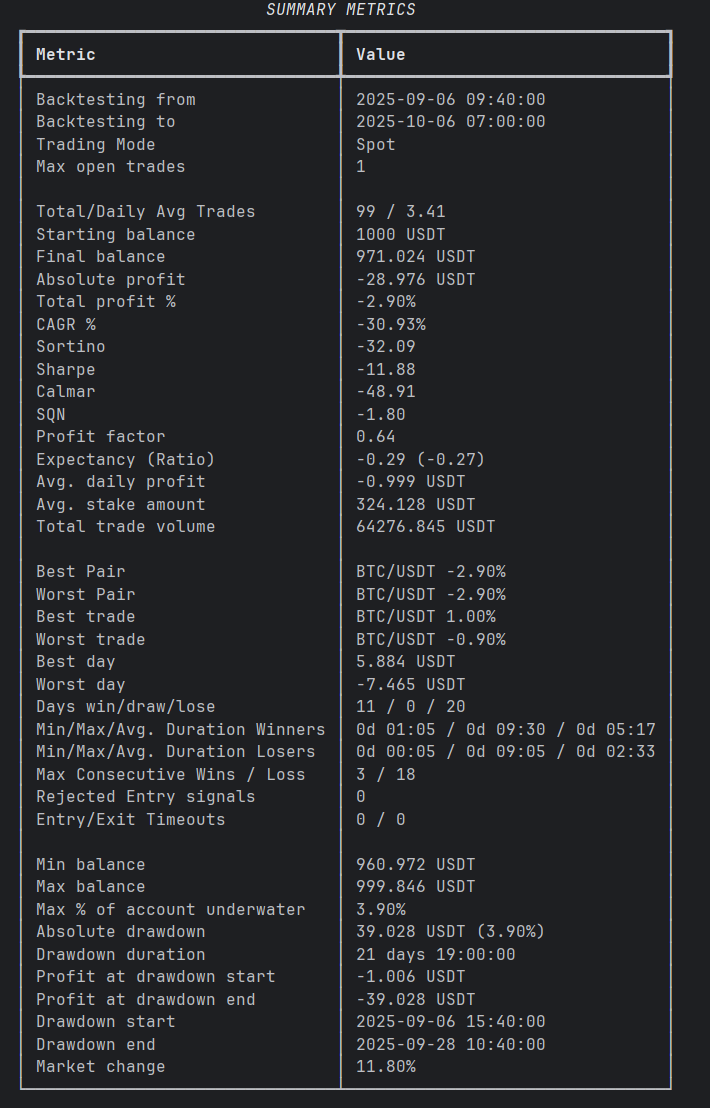 SUMMARY METRICS
Metric Value
Backtesting from 2025-09-06 09:40:00
Backtesting to 2025-10-06 07:00:00
Trading Mode Spot
Max open trades 1
Total/Daily Avg Trades 99 / 3.41
Starting balance 1000 USDT
Final balance 971.024 USDT
Absolute profit -28.976 USDT
Total profit % -2.90%
CAGR % -30.93%
Sortino -32.09
Sharpe -11.88
Calmar -48.91
SQN -1.80
Profit factor 0.64
Expectancy (Ratio) -0.29 (-0.27)
Avg. daily profit -0.999 USDT
Avg. stake amount 324.128 USDT
Total trade volume 64276.845 USDT
Best Pair BTC/USDT -2.90%
Worst Pair BTC/USDT -2.90%
Best trade BTC/USDT 1.00%
Worst trade BTC/USDT -0.90%
Best day 5.884 USDT
Worst day -7.465 USDT
Days win/draw/lose 11 / 0 / 20
Min/Max/Avg. Duration Winners 0d 01:05 / 0d 09:30 / 0d 05:17
Min/Max/Avg. Duration Losers 0d 00:05 / 0d 09:05 / 0d 02:33
Max Consecutive Wins / Loss 3 / 18
Rejected Entry signals 0
Entry/Exit Timeouts 0 / 0
Min balance 960.972 USDT
Max balance 999.846 USDT
Max % of account underwater 3.90%
Absolute drawdown 39.028 USDT (3.90%)
Drawdown duration 21 days 19:00:00
Profit at drawdown start -1.006 USDT
Profit at drawdown end -39.028 USDT
Drawdown start 2025-09-06 15:40:00
Drawdown end 2025-09-28 10:40:00
Market change 11.80%